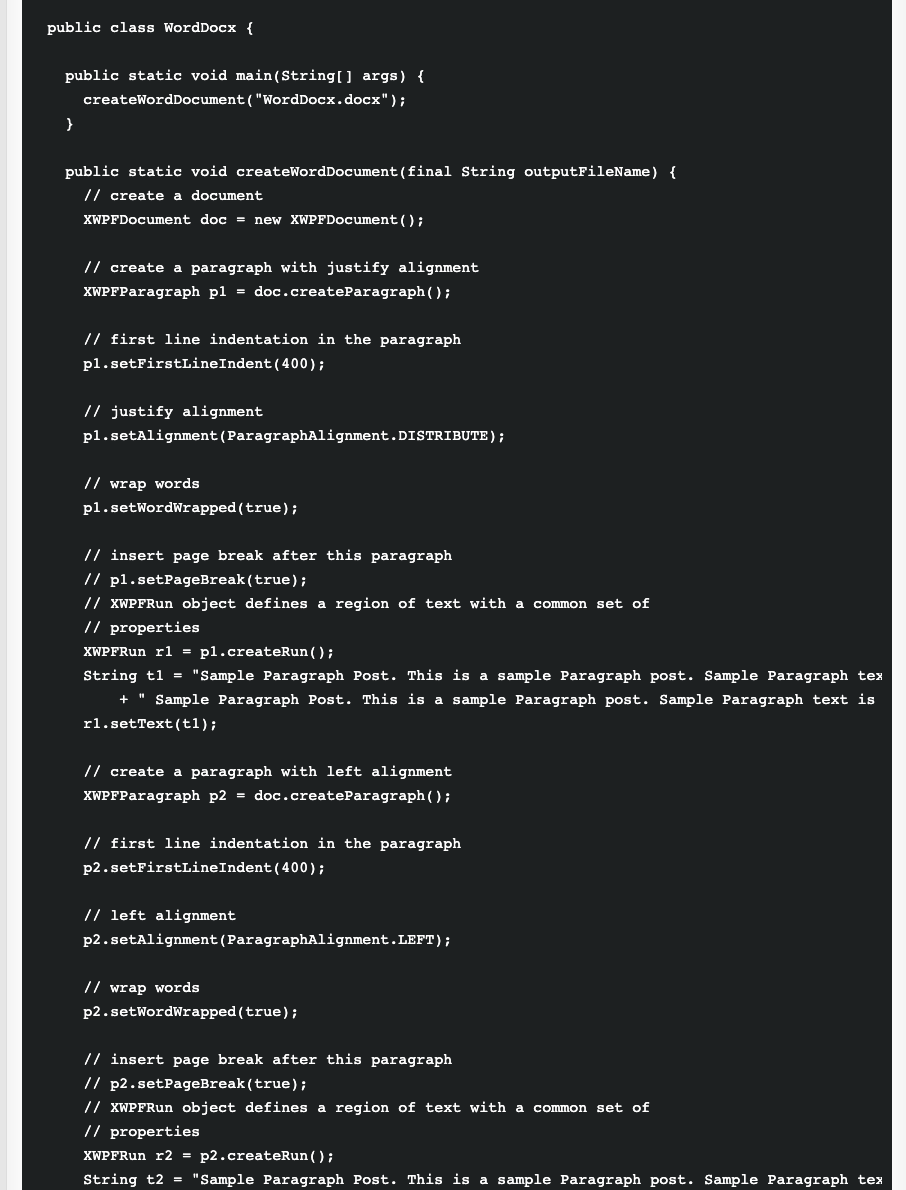 public class WordDocx {
public static void main(String[] args) {
createWordDocument("WordDocx.docx");
}
public static void createWordDocument(final String outputFileName) {
// create a document
XWPFDocument doc = new XWPFDocument();
// create a paragraph with justify alignment
XWPFParagraph p1 = doc.createParagraph();
// first line indentation in the paragraph
p1.setFirstLineIndent(400);
// justify alignment
p1.setAlignment(ParagraphAlignment.DISTRIBUTE);
// wrap words
p1.setWordWrapped(true);
// insert page break after this paragraph
// p1.setPageBreak(true);
// XWPFRun object defines a region of text with a common set of
// properties
XWPFRun r1 = p1.createRun();
String t1 = "Sample Paragraph Post. This is a sample Paragraph post. Sample Paragraph tex
+ " Sample Paragraph Post. This is a sample Paragraph post. Sample Paragraph text is
r1.setText(t1);
// create a paragraph with left alignment
XWPFParagraph p2 = doc.createParagraph();
// first line indentation in the paragraph
p2.setFirstLineIndent(400);
// left alignment
p2.setAlignment(ParagraphAlignment.LEFT);
// wrap words
p2.setWordWrapped(true);
// insert page break after this paragraph
// p2.setPageBreak(true);
// XWPFRun object defines a region of text with a common set of
// properties
XWPFRun r2 = p2.createRun();
String t2 = "Sample Paragraph Post. This is a sample Paragraph post. Sample Paragraph tex